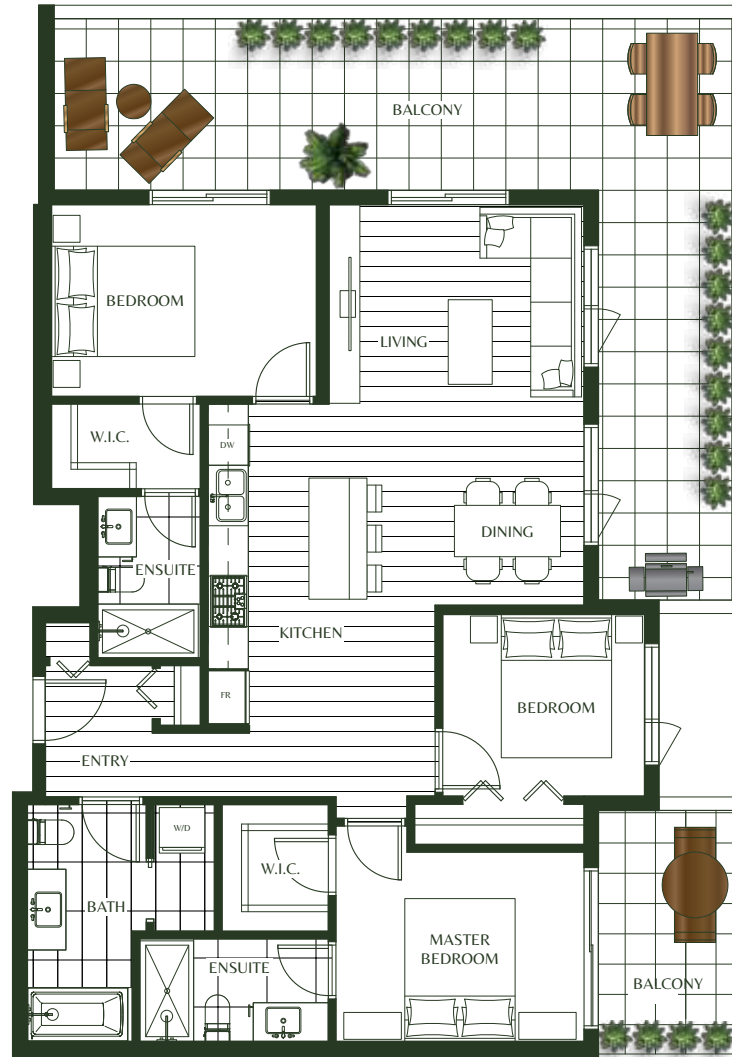 BALCONY
BEDROOM
LIVING
W.I.C.
DW
DINING
ENSUITE
KITCHEN
FR
BEDROOM
ENTRY
W/D
W.I.C.
BATH
MASTER
BEDROOM
ENSUITE
BALCONY